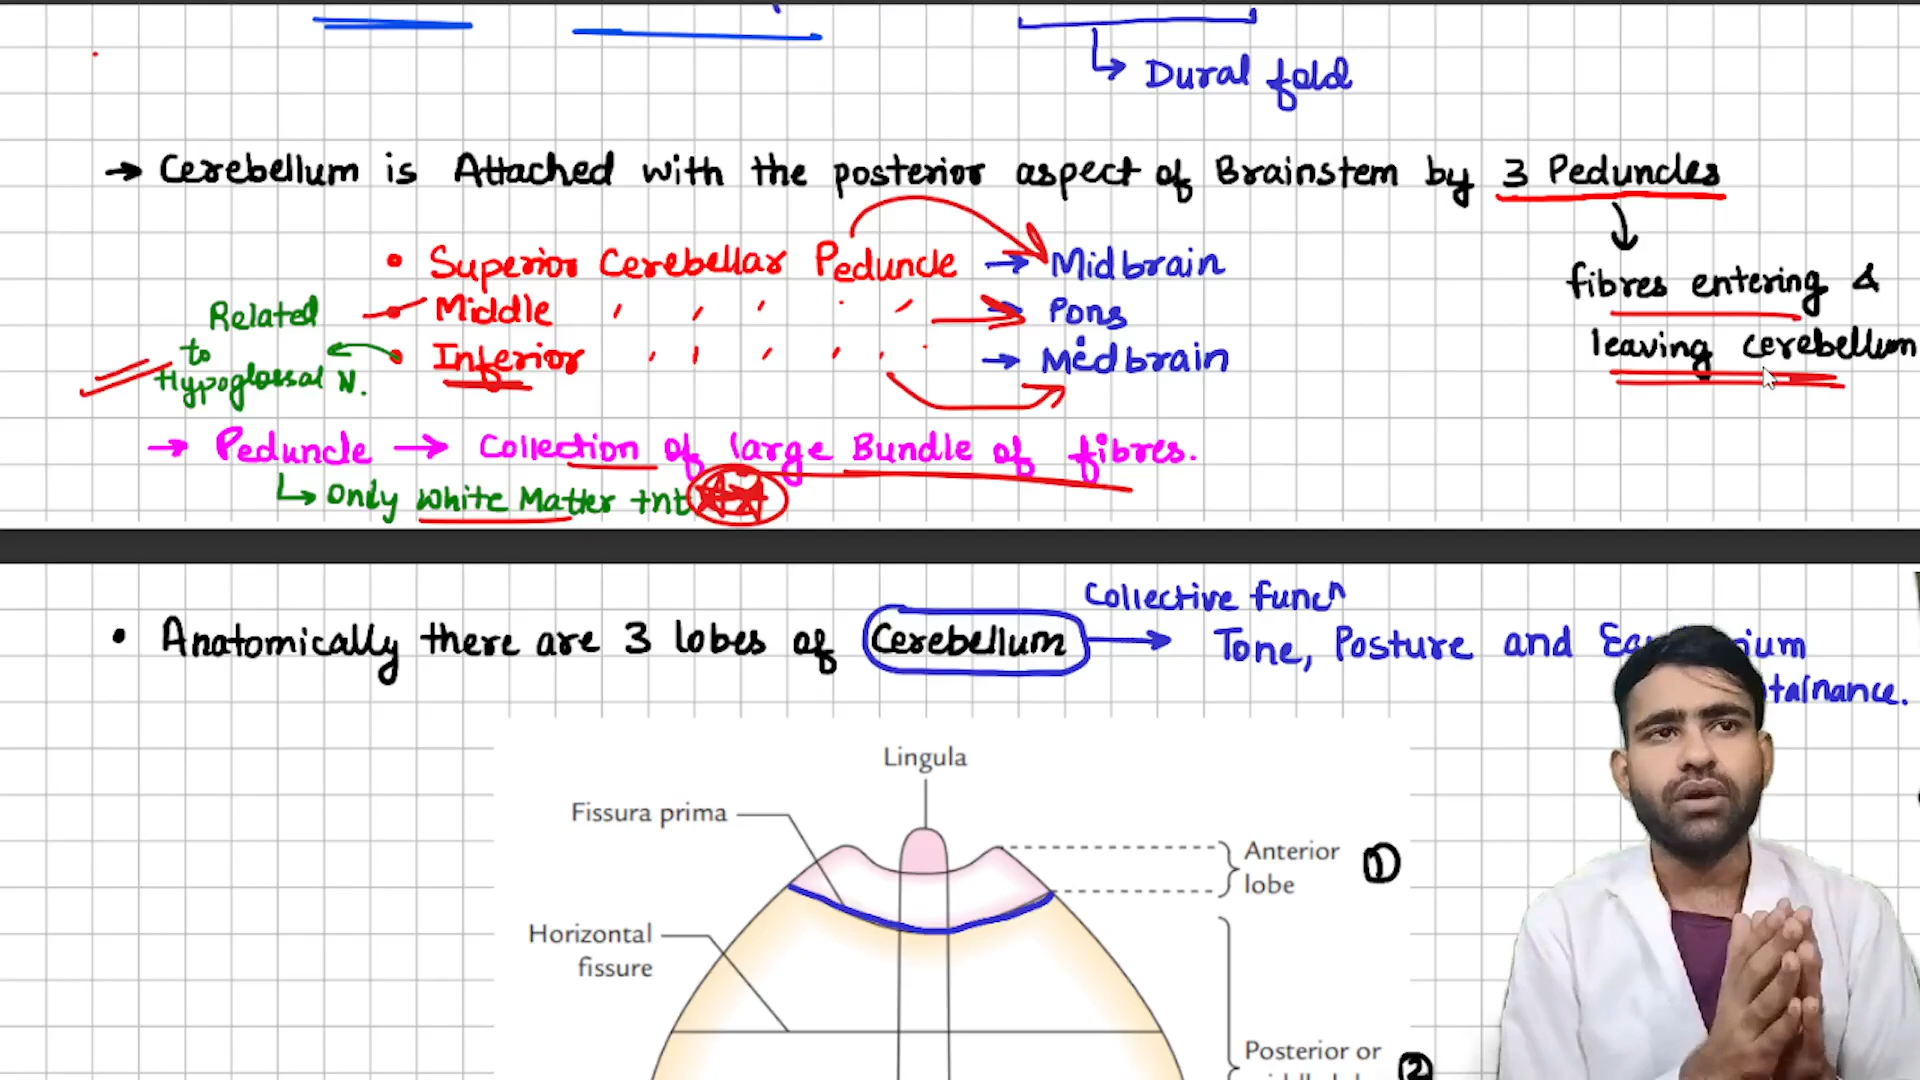 Dural fold
→ Cerebellum is Attached with the posterior aspect of Brainstem by 3 Peduncles
fibres entering &
leaving cerebellum
• Superior Cerebellar Peduncle → Midbrain
• Middle , , , , , → Pons
• Inferior , , , , , → Medbrain
Related
to
Hypoglossal N.
→ Peduncle → Collection of large Bundle of fibres.
↳ Only White Matter +nt
• Anatomically there are 3 lobes of Cerebellum →
Collective funcⁿ
Tone, Posture and
Lingula
Fissura prima
Anterior
lobe
①
Horizontal
fissure
Posterior or
②